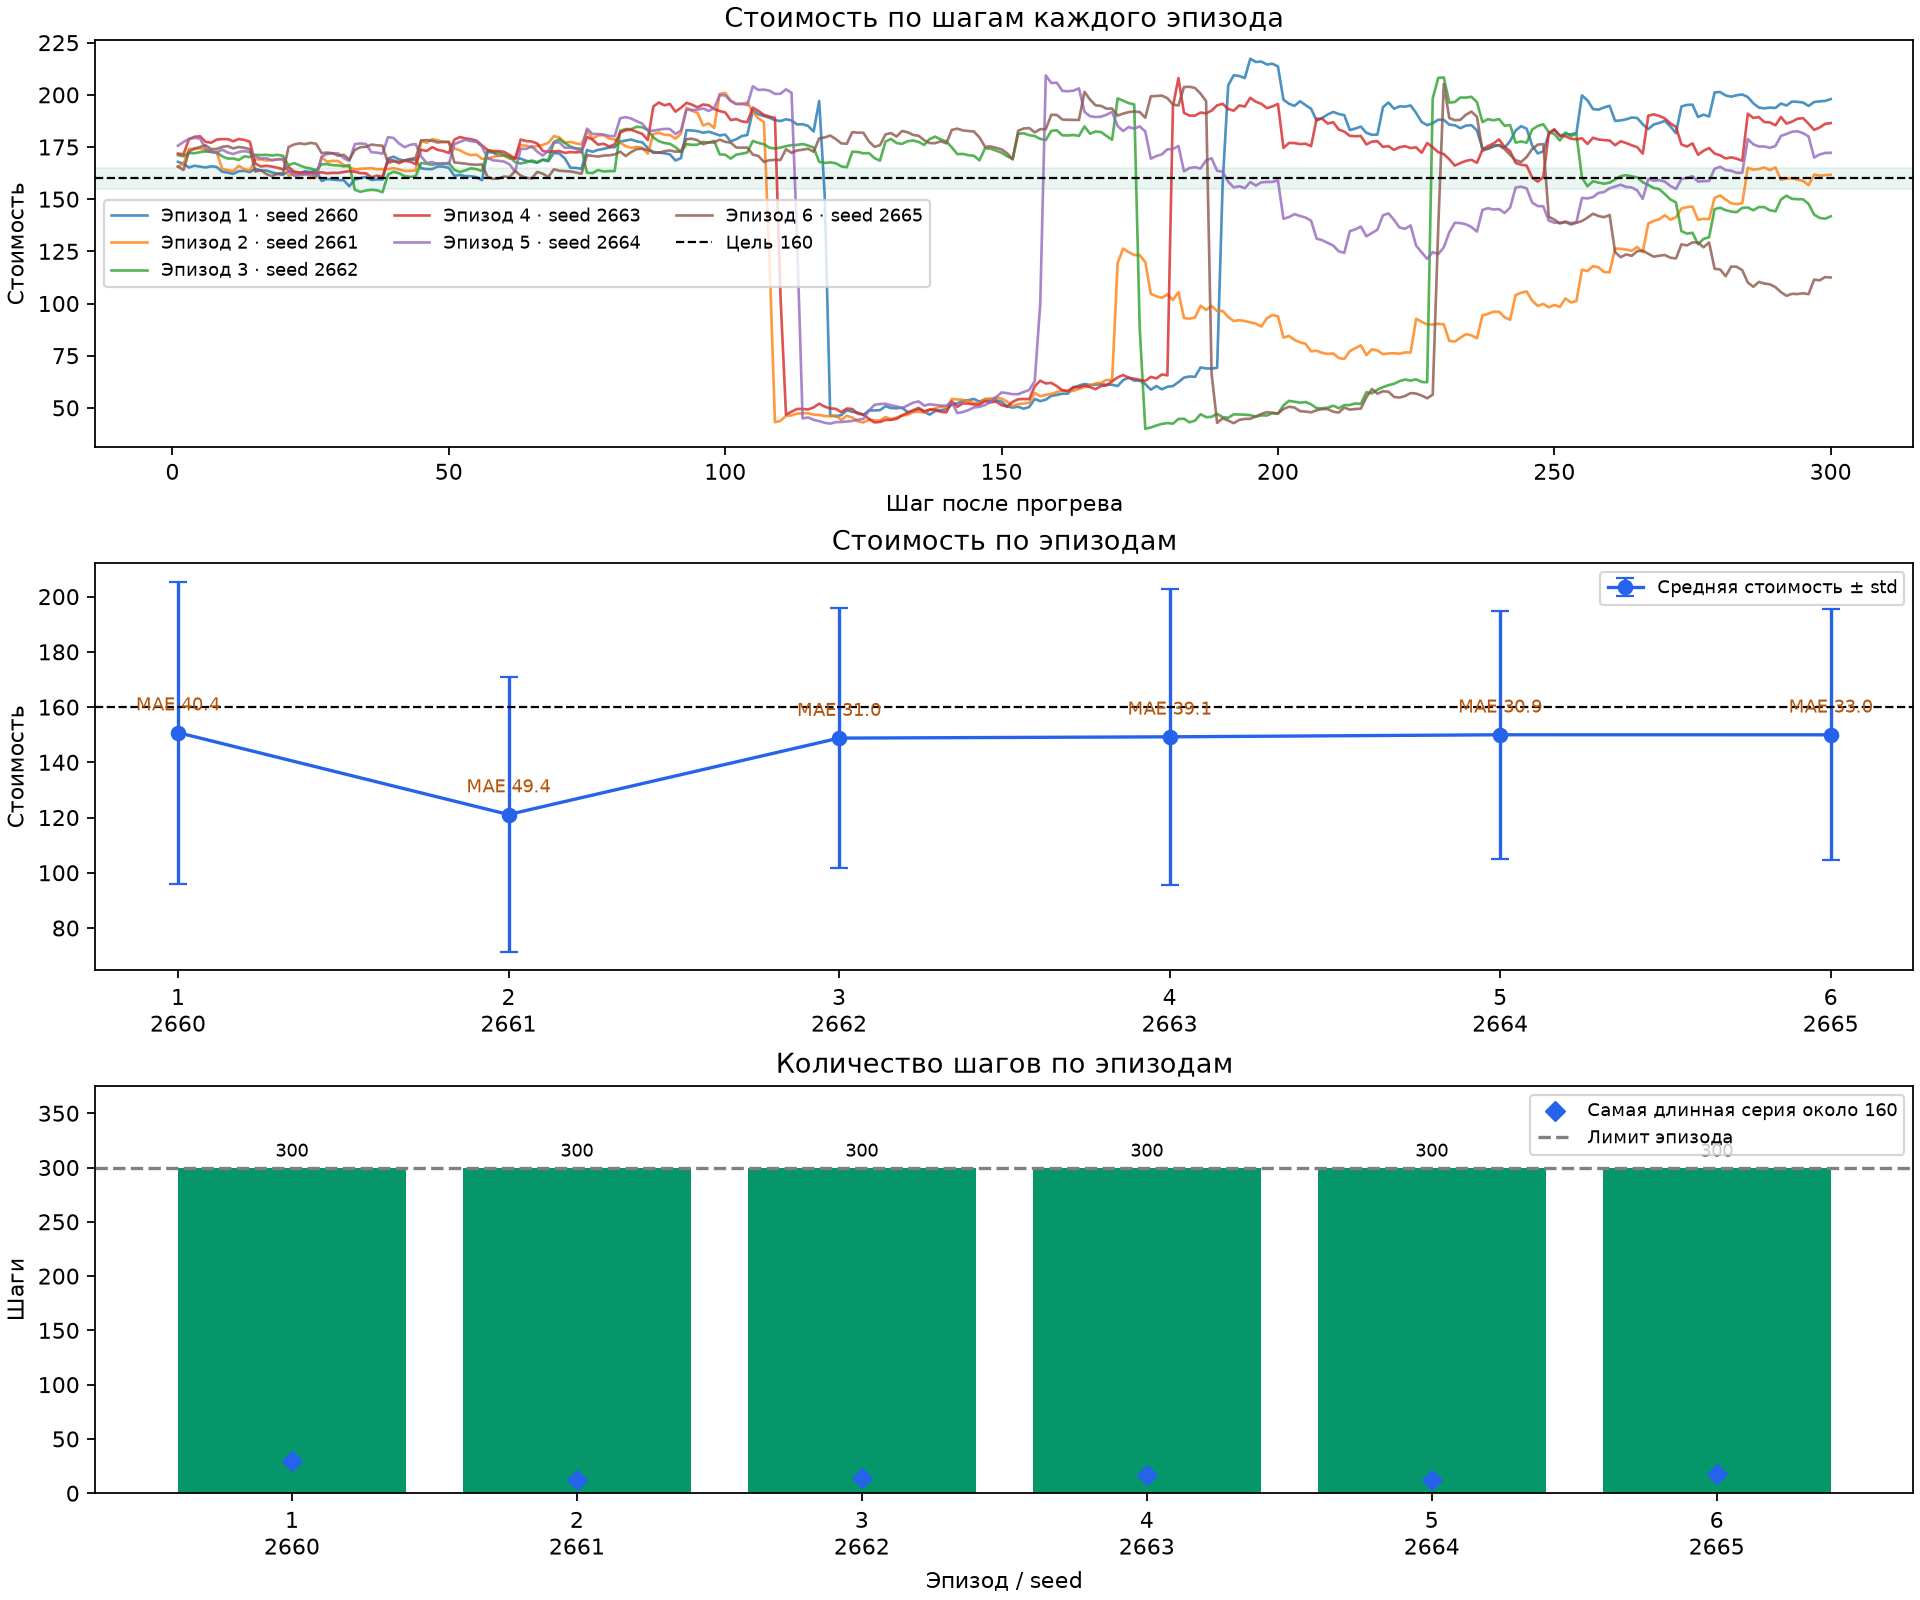 Стоимость по шагам каждого эпизода
225
200
175
150
125
100
75
50
Стоимость
Эпизод 1 · seed 2660
Эпизод 2 · seed 2661
Эпизод 3 · seed 2662
Эпизод 4 · seed 2663
Эпизод 5 · seed 2664
Эпизод 6 · seed 2665
Цель 160
0 50 100 150 200 250 300
Шаг после прогрева
Стоимость по эпизодам
200
180
160
140
120
100
80
Стоимость
Средняя стоимость ± std
MAE 40.4
MAE 49.4
MAE 31.0
MAE 39.1
MAE 30.9
MAE 33.0
1 2 3 4 5 6
2660 2661 2662 2663 2664 2665
Количество шагов по эпизодам
350
300
250
200
150
100
50
0
Шаги
Самая длинная серия около 160
Лимит эпизода
300 300 300 300 300 300
1 2 3 4 5 6
2660 2661 2662 2663 2664 2665
Эпизод / seed